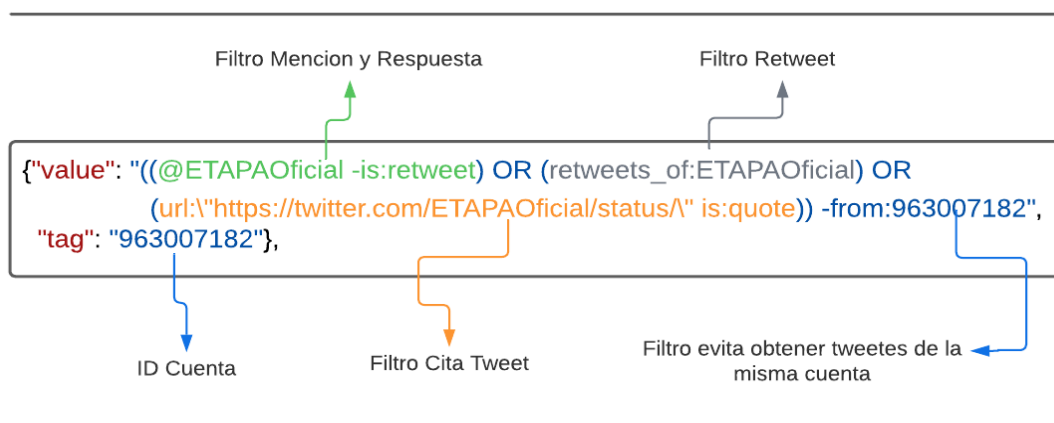 Filtro Mencion y Respuesta
Filtro Retweet
{"value": "((@ETAPAOficial -is:retweet) OR (retweets_of:ETAPAOficial) OR
(url:\"https://twitter.com/ETAPAOficial/status/\" is:quote)) -from:963007182",
"tag": "963007182"},
ID Cuenta
Filtro Cita Tweet
Filtro evita obtener tweetes de la
misma cuenta